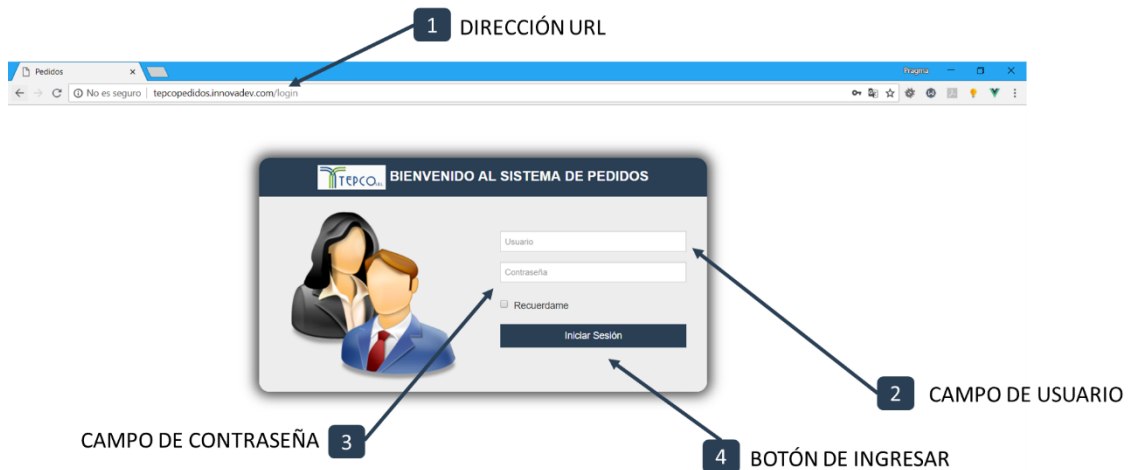 1 DIRECCIÓN URL
Pedidos
Pragma
No es seguro | tepcopedidos.innovadev.com/login
TEPCO SRL BIENVENIDO AL SISTEMA DE PEDIDOS
Usuario
Contraseña
Recuerdame
Iniciar Sesión
2 CAMPO DE USUARIO
CAMPO DE CONTRASEÑA 3
4 BOTÓN DE INGRESAR